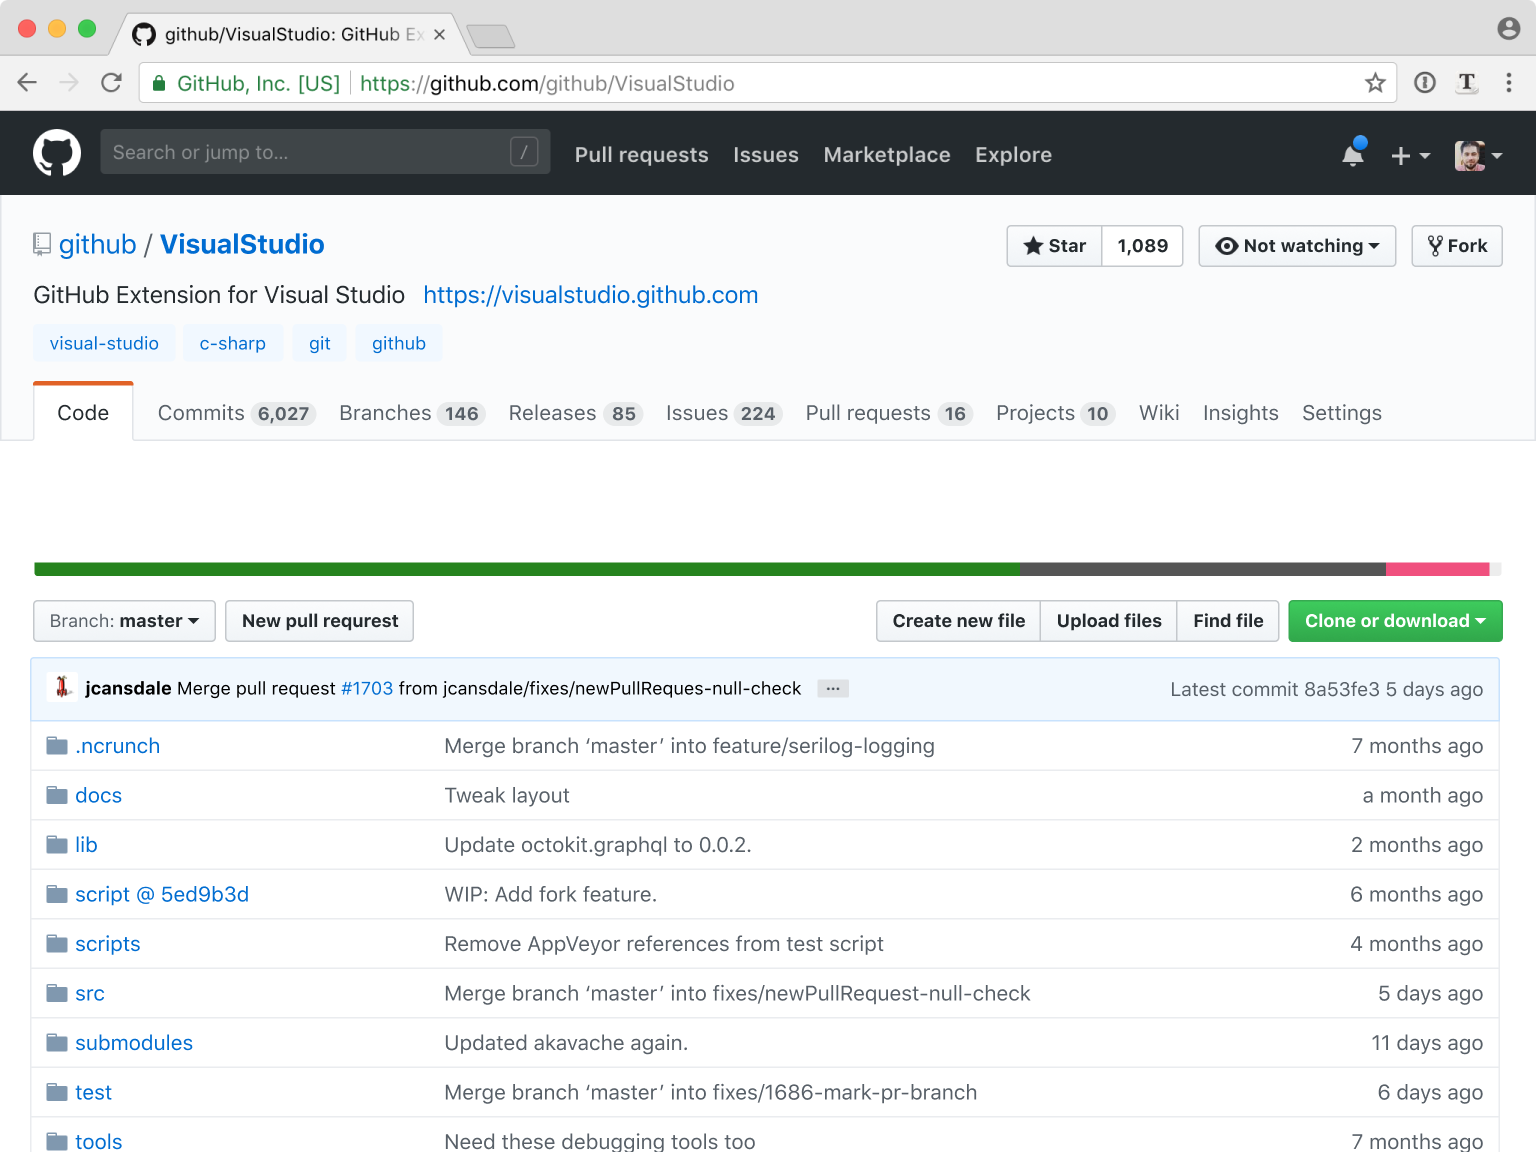 github/VisualStudio: GitHub Ex
GitHub, Inc. [US] https://github.com/github/VisualStudio
Search or jump to... / Pull requests Issues Marketplace Explore
github / VisualStudio Star 1,089 Not watching Fork
GitHub Extension for Visual Studio https://visualstudio.github.com
visual-studio c-sharp git github
Code Commits 6,027 Branches 146 Releases 85 Issues 224 Pull requests 16 Projects 10 Wiki Insights Settings
Branch: master New pull requrest Create new file Upload files Find file Clone or download
jcansdale Merge pull request #1703 from jcansdale/fixes/newPullReques-null-check ... Latest commit 8a53fe3 5 days ago
.ncrunch Merge branch ‘master’ into feature/serilog-logging 7 months ago
docs Tweak layout a month ago
lib Update octokit.graphql to 0.0.2. 2 months ago
script @ 5ed9b3d WIP: Add fork feature. 6 months ago
scripts Remove AppVeyor references from test script 4 months ago
src Merge branch ‘master’ into fixes/newPullRequest-null-check 5 days ago
submodules Updated akavache again. 11 days ago
test Merge branch ‘master’ into fixes/1686-mark-pr-branch 6 days ago
tools Need these debugging tools too 7 months ago